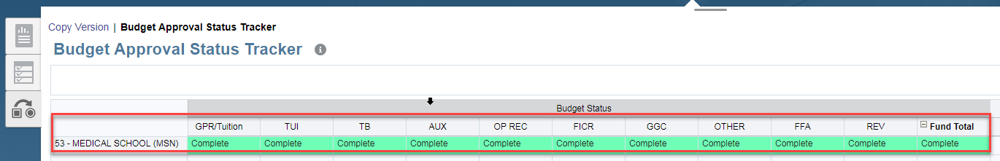 Copy Version | Budget Approval Status Tracker
Budget Approval Status Tracker
Budget Status
GPR/Tuition TUI TB AUX OP REC FICR GGC OTHER FFA REV Fund Total
53 - MEDICAL SCHOOL (MSN) Complete Complete Complete Complete Complete Complete Complete Complete Complete Complete Complete